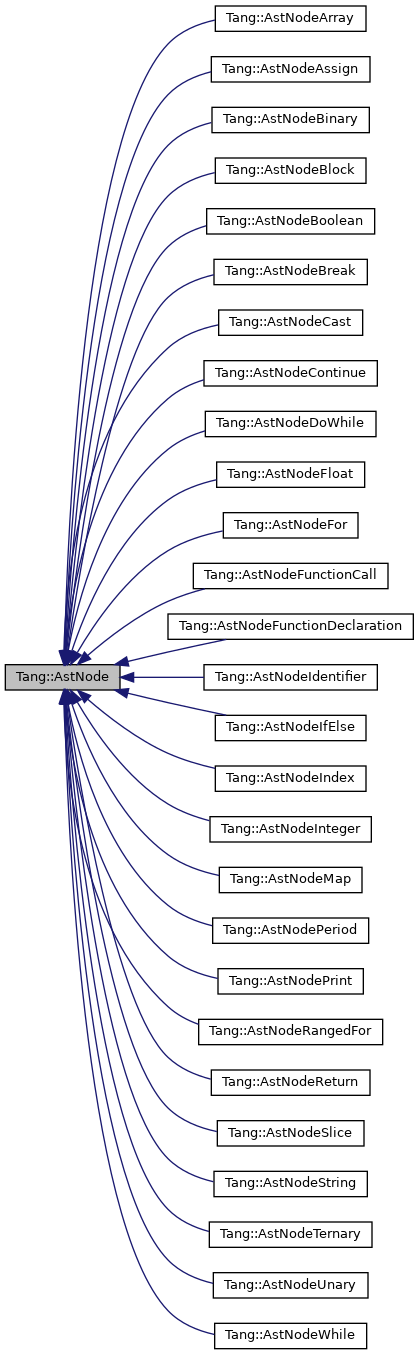 Tang::AstNodeArray
Tang::AstNodeAssign
Tang::AstNodeBinary
Tang::AstNodeBlock
Tang::AstNodeBoolean
Tang::AstNodeBreak
Tang::AstNodeCast
Tang::AstNodeContinue
Tang::AstNodeDoWhile
Tang::AstNodeFloat
Tang::AstNodeFor
Tang::AstNodeFunctionCall
Tang::AstNodeFunctionDeclaration
Tang::AstNode
Tang::AstNodeIdentifier
Tang::AstNodeIfElse
Tang::AstNodeIndex
Tang::AstNodeInteger
Tang::AstNodeMap
Tang::AstNodePeriod
Tang::AstNodePrint
Tang::AstNodeRangedFor
Tang::AstNodeReturn
Tang::AstNodeSlice
Tang::AstNodeString
Tang::AstNodeTernary
Tang::AstNodeUnary
Tang::AstNodeWhile